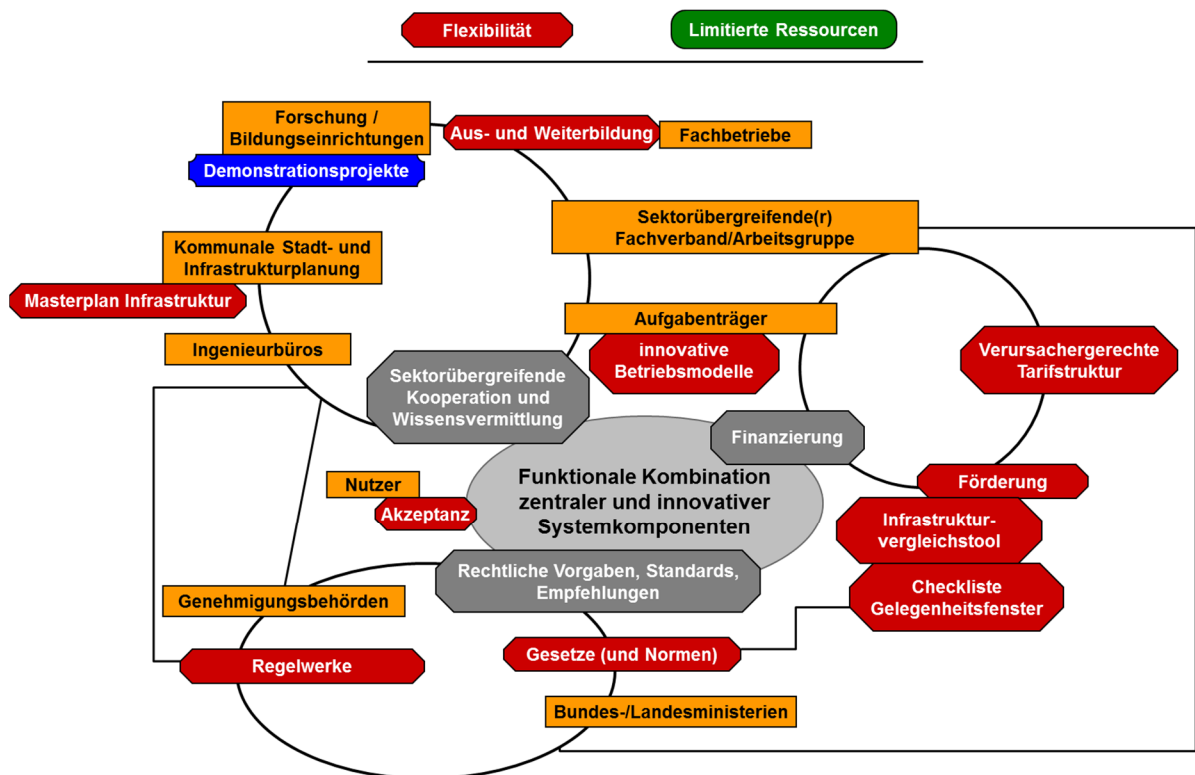 Flexibilität
Limitierte Ressourcen
Forschung /
Bildungseinrichtungen
Demonstrationsprojekte
Aus- und Weiterbildung
Fachbetriebe
Sektorübergreifende(r)
Fachverband/Arbeitsgruppe
Kommunale Stadt- und
Infrastrukturplanung
Masterplan Infrastruktur
Ingenieurbüros
Aufgabenträger
innovative
Betriebsmodelle
Verursachergerechte
Tarifstruktur
Sektorübergreifende
Kooperation und
Wissensvermittlung
Finanzierung
Förderung
Funktionale Kombination
zentraler und innovativer
Systemkomponenten
Nutzer
Akzeptanz
Infrastruktur-
vergleichstool
Rechtliche Vorgaben, Standards,
Empfehlungen
Checkliste
Gelegenheitsfenster
Genehmigungsbehörden
Regelwerke
Gesetze (und Normen)
Bundes-/Landesministerien